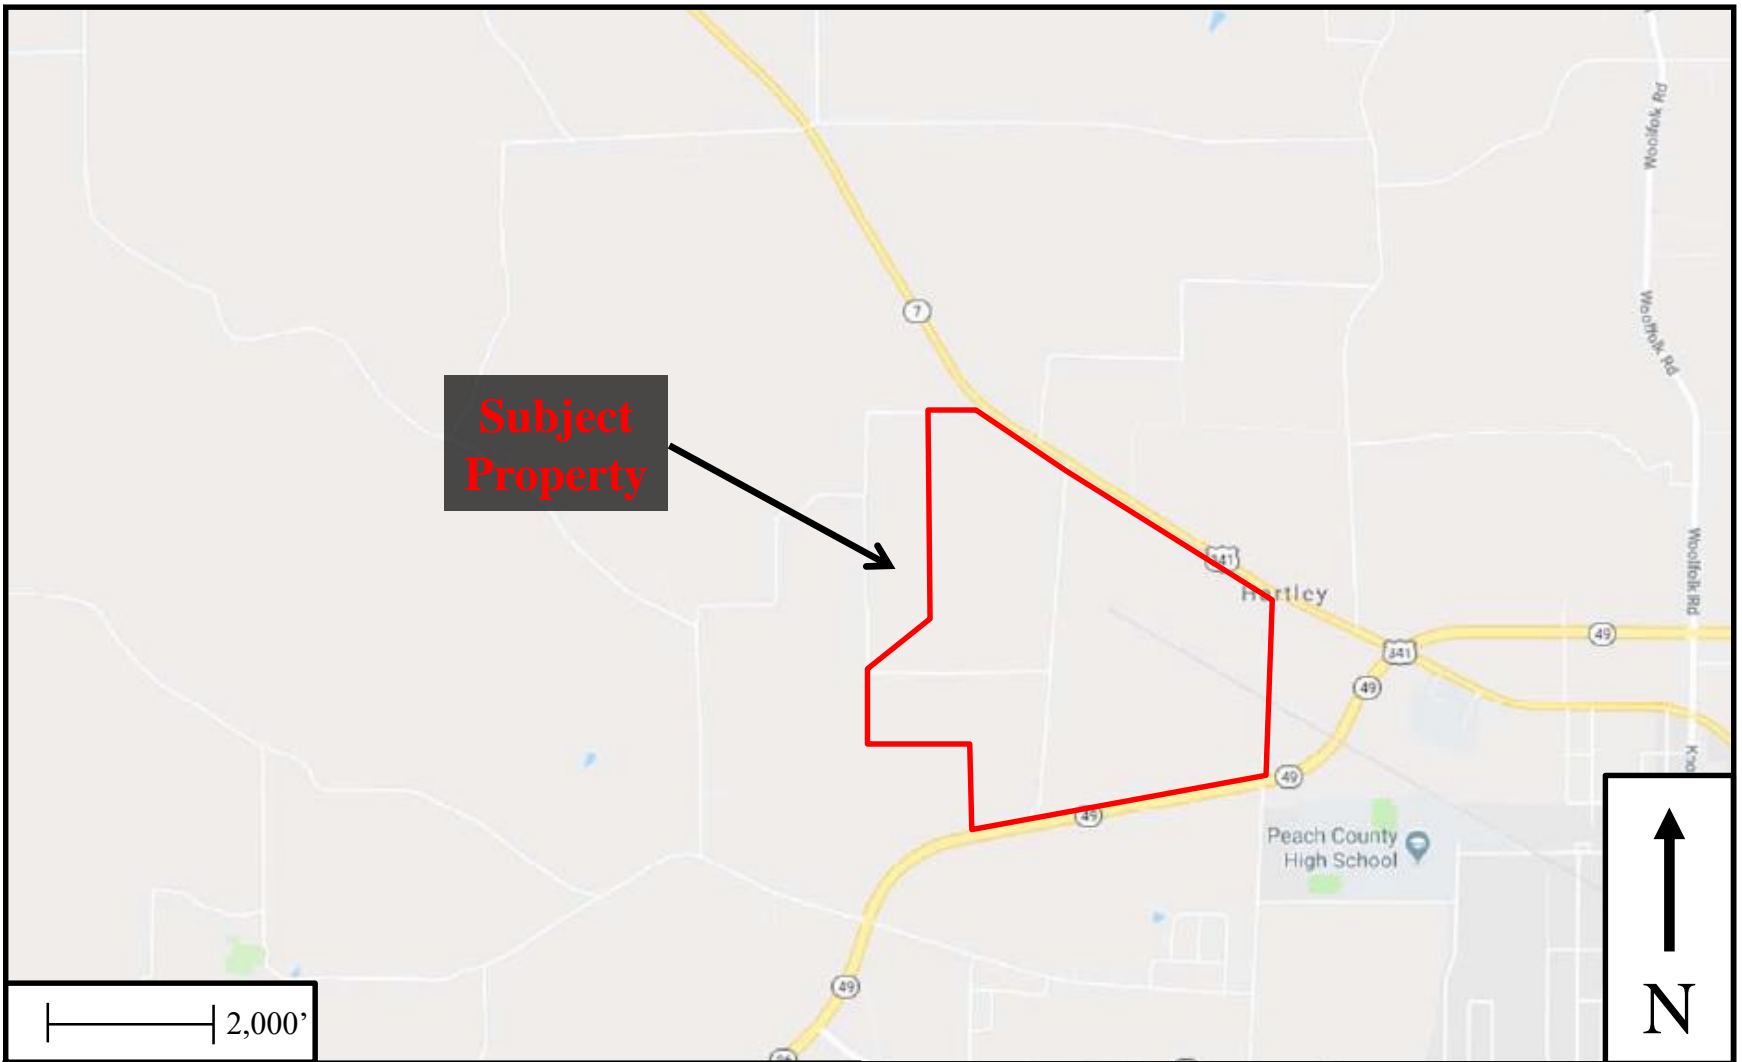 Woolfolk Rd
Woolfolk Rd
7
Subject
Property
341
Hartley
Woolfolk Rd
49
341
49
49
49
Peach County
High School
49
2,000’
N